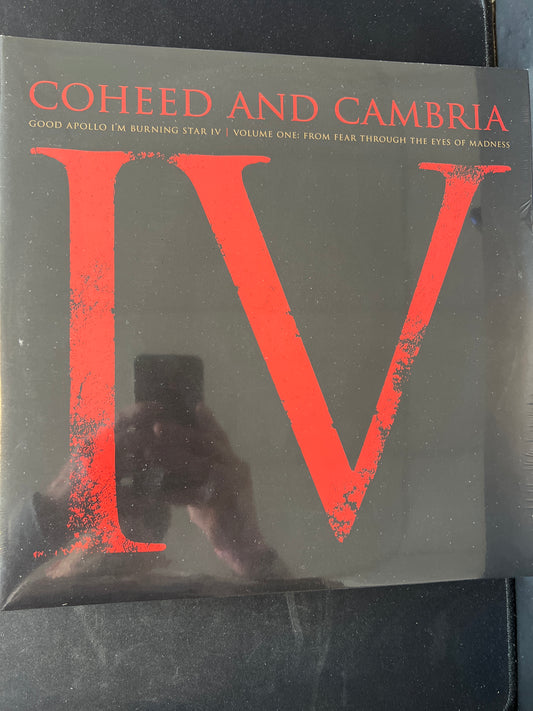 COHEED AND CAMBRIA
GOOD APOLLO I'M BURNING STAR IV | VOLUME ONE: FROM FEAR THROUGH THE EYES OF MADNESS
IV